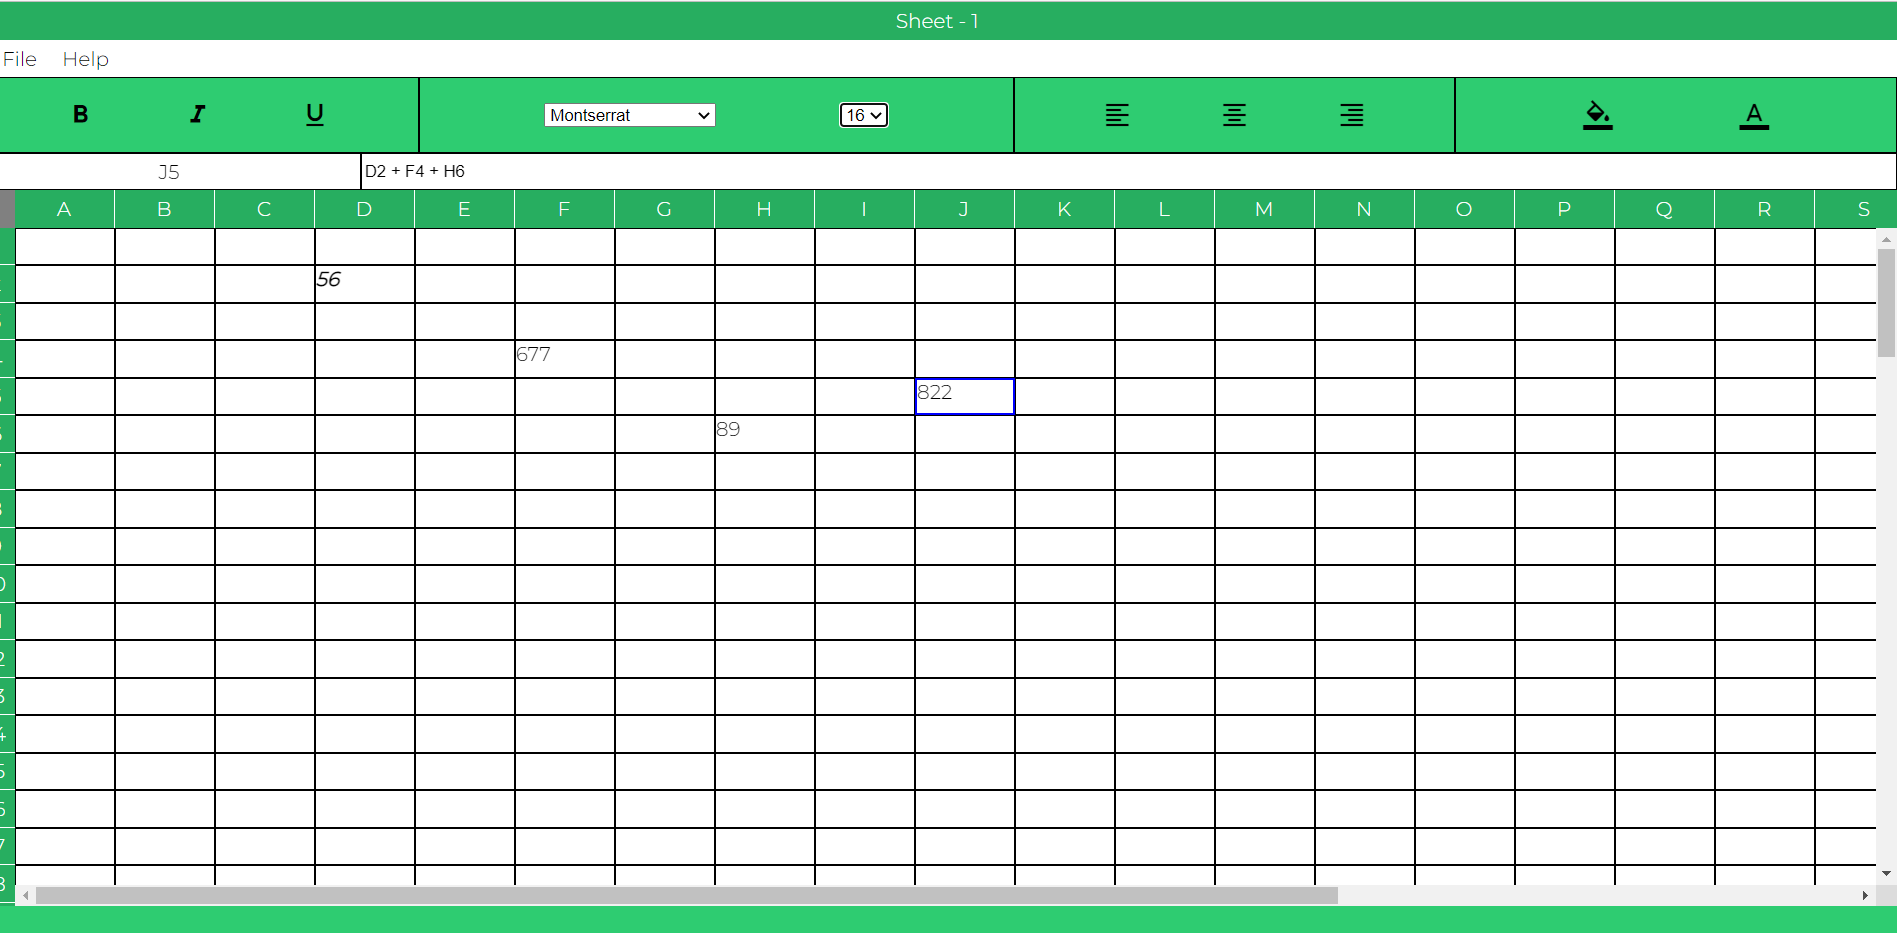 Sheet - 1
File Help
B I U Montserrat 16 A
J5 D2 + F4 + H6
A B C D E F G H I J K L M N O P Q R S
56
677
822
89